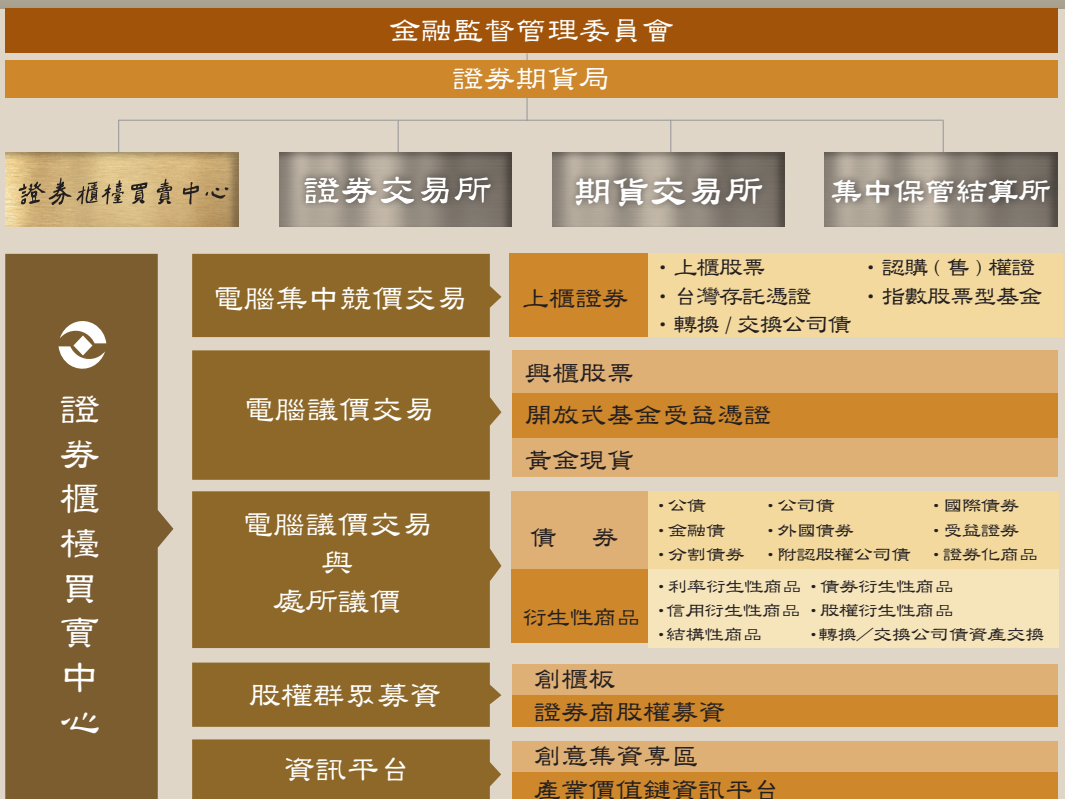 金融監督管理委員會
證券期貨局
證券櫃檯買賣中心
證券交易所
期貨交易所
集中保管結算所
證券櫃檯買賣中心
電腦集中競價交易
上櫃證券
・上櫃股票
・認購(售)權證
・台灣存託憑證
・指數股票型基金
・轉換/交換公司債
電腦議價交易
興櫃股票
開放式基金受益憑證
黃金現貨
電腦議價交易
與
處所議價
債 券
・公債
・公司債
・國際債券
・金融債
・外國債券
・受益證券
・分割債券
・附認股權公司債
・證券化商品
衍生性商品
・利率衍生性商品
・債券衍生性商品
・信用衍生性商品
・股權衍生性商品
・結構性商品
・轉換╱交換公司債資產交換
股權群眾募資
創櫃板
證券商股權募資
資訊平台
創意集資專區
產業價值鏈資訊平台